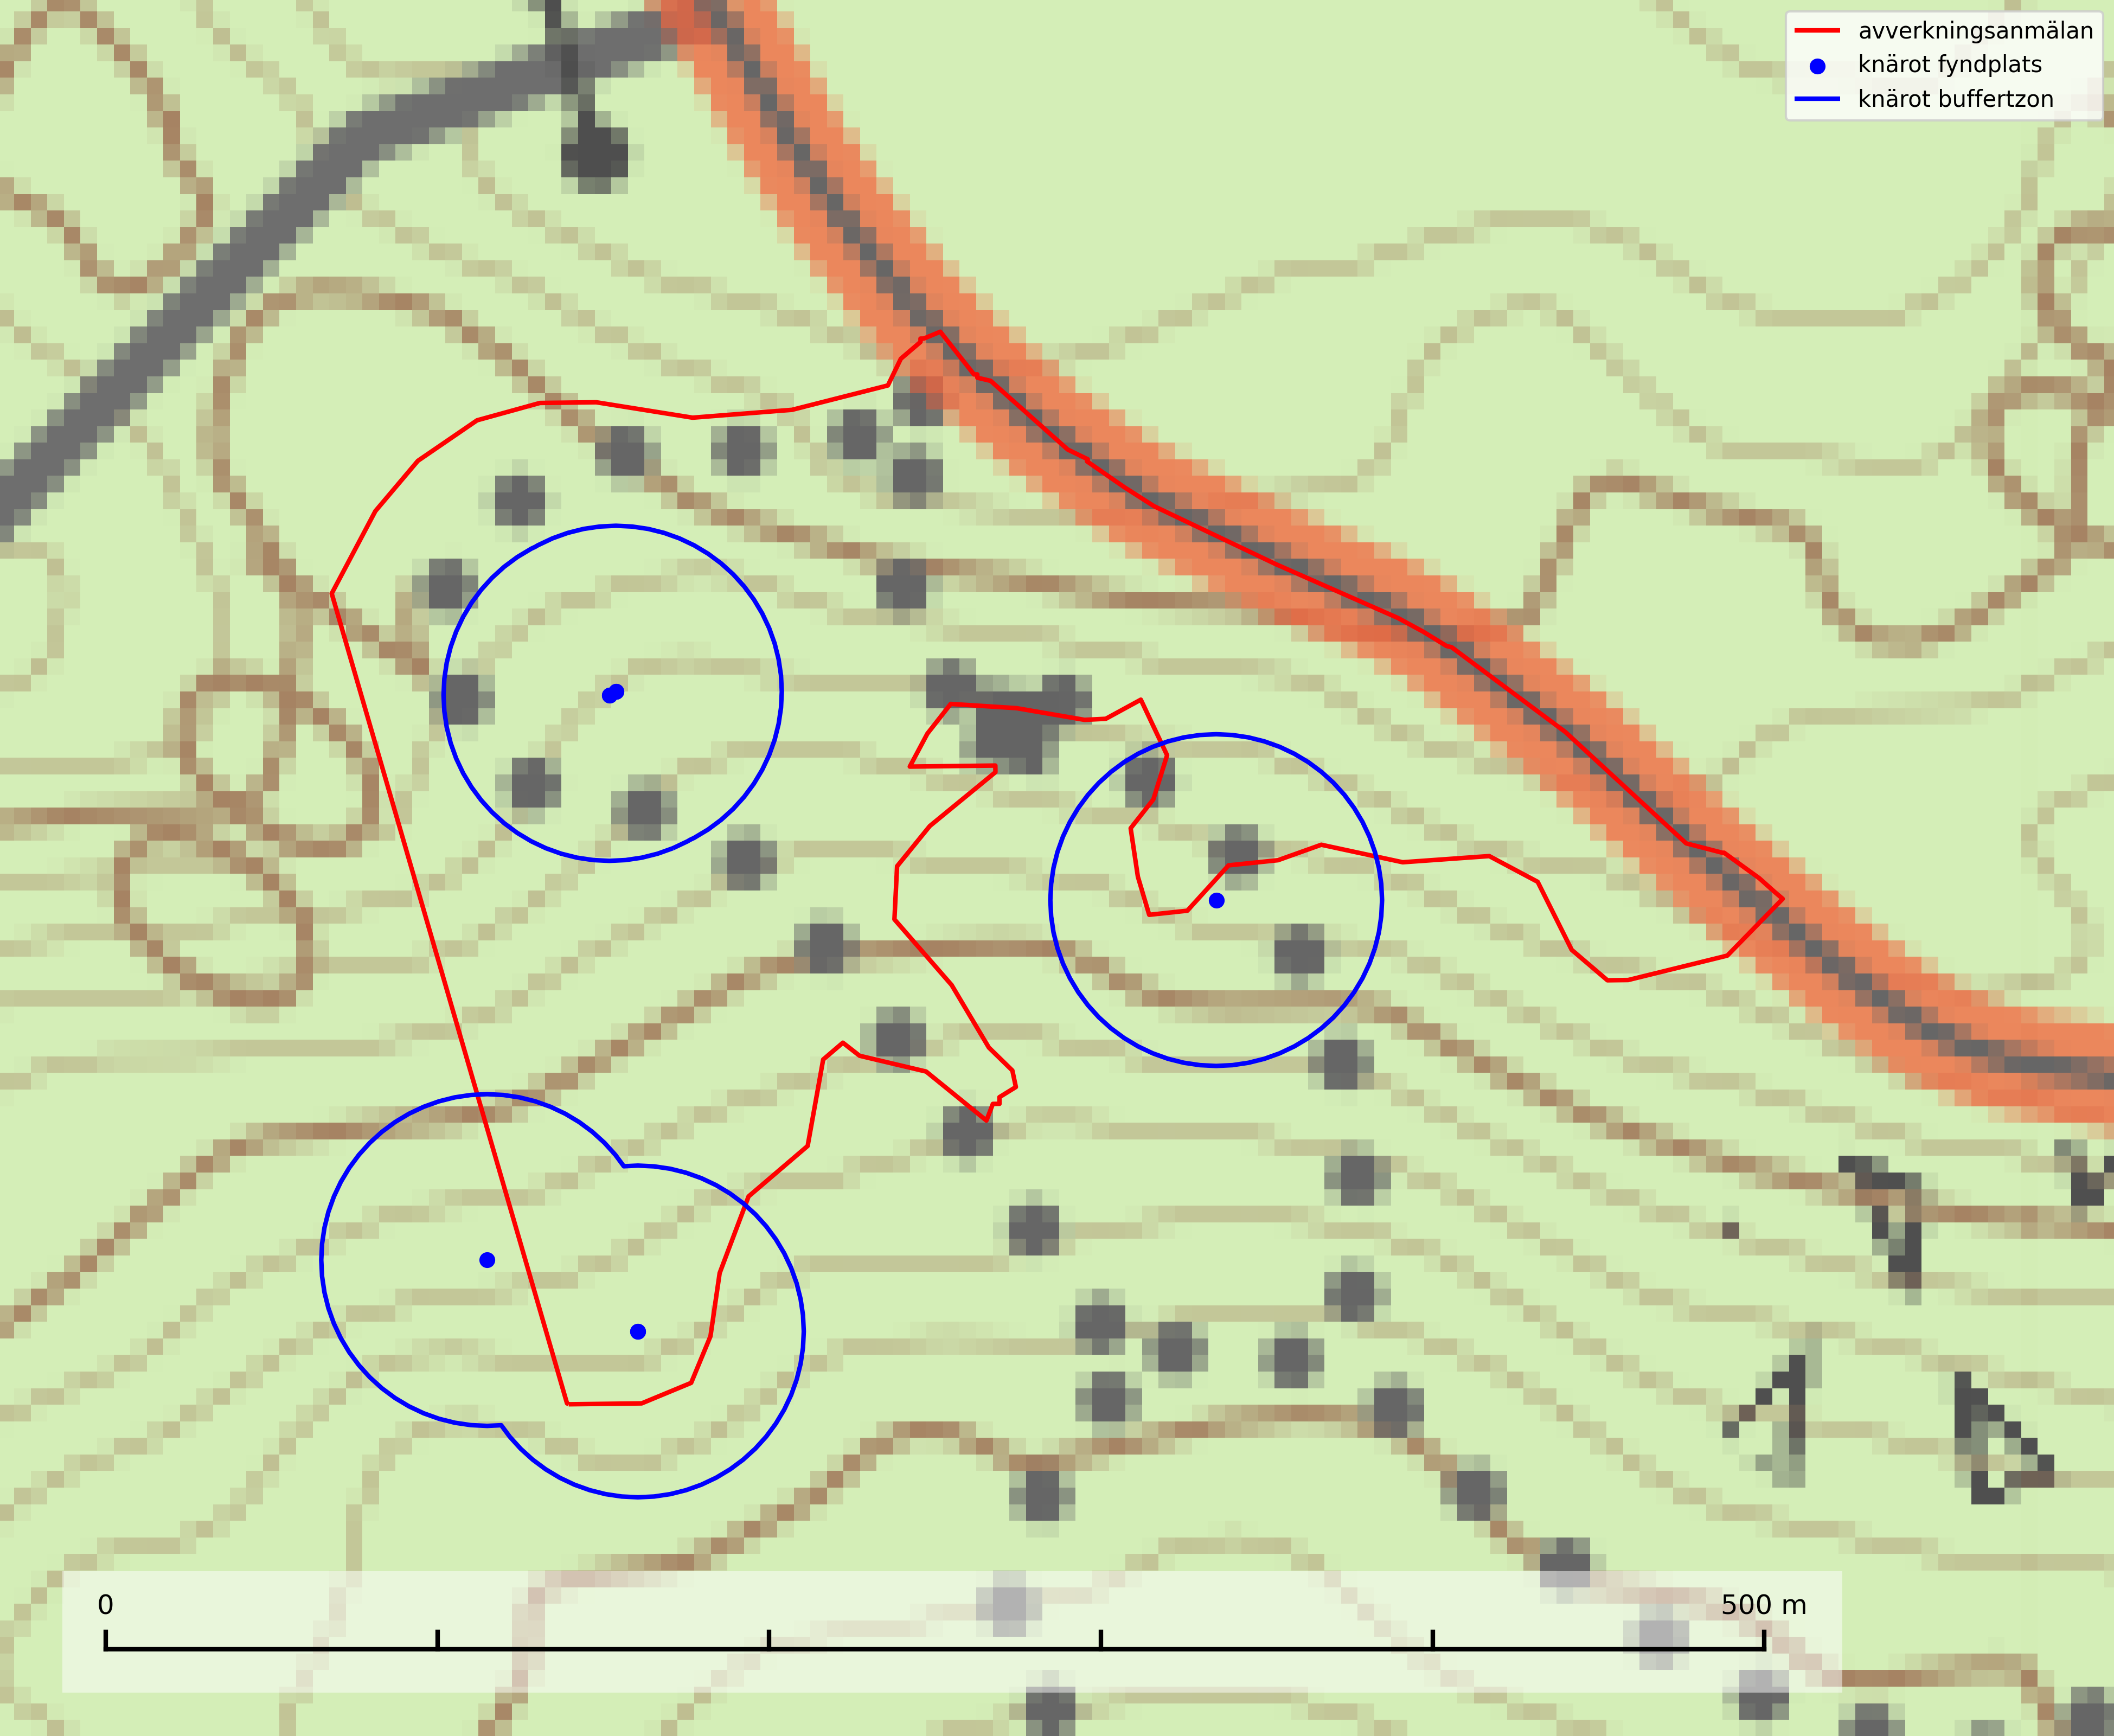 avverkningsanmälan
knärot fyndplats
knärot buffertzon
0
500 m